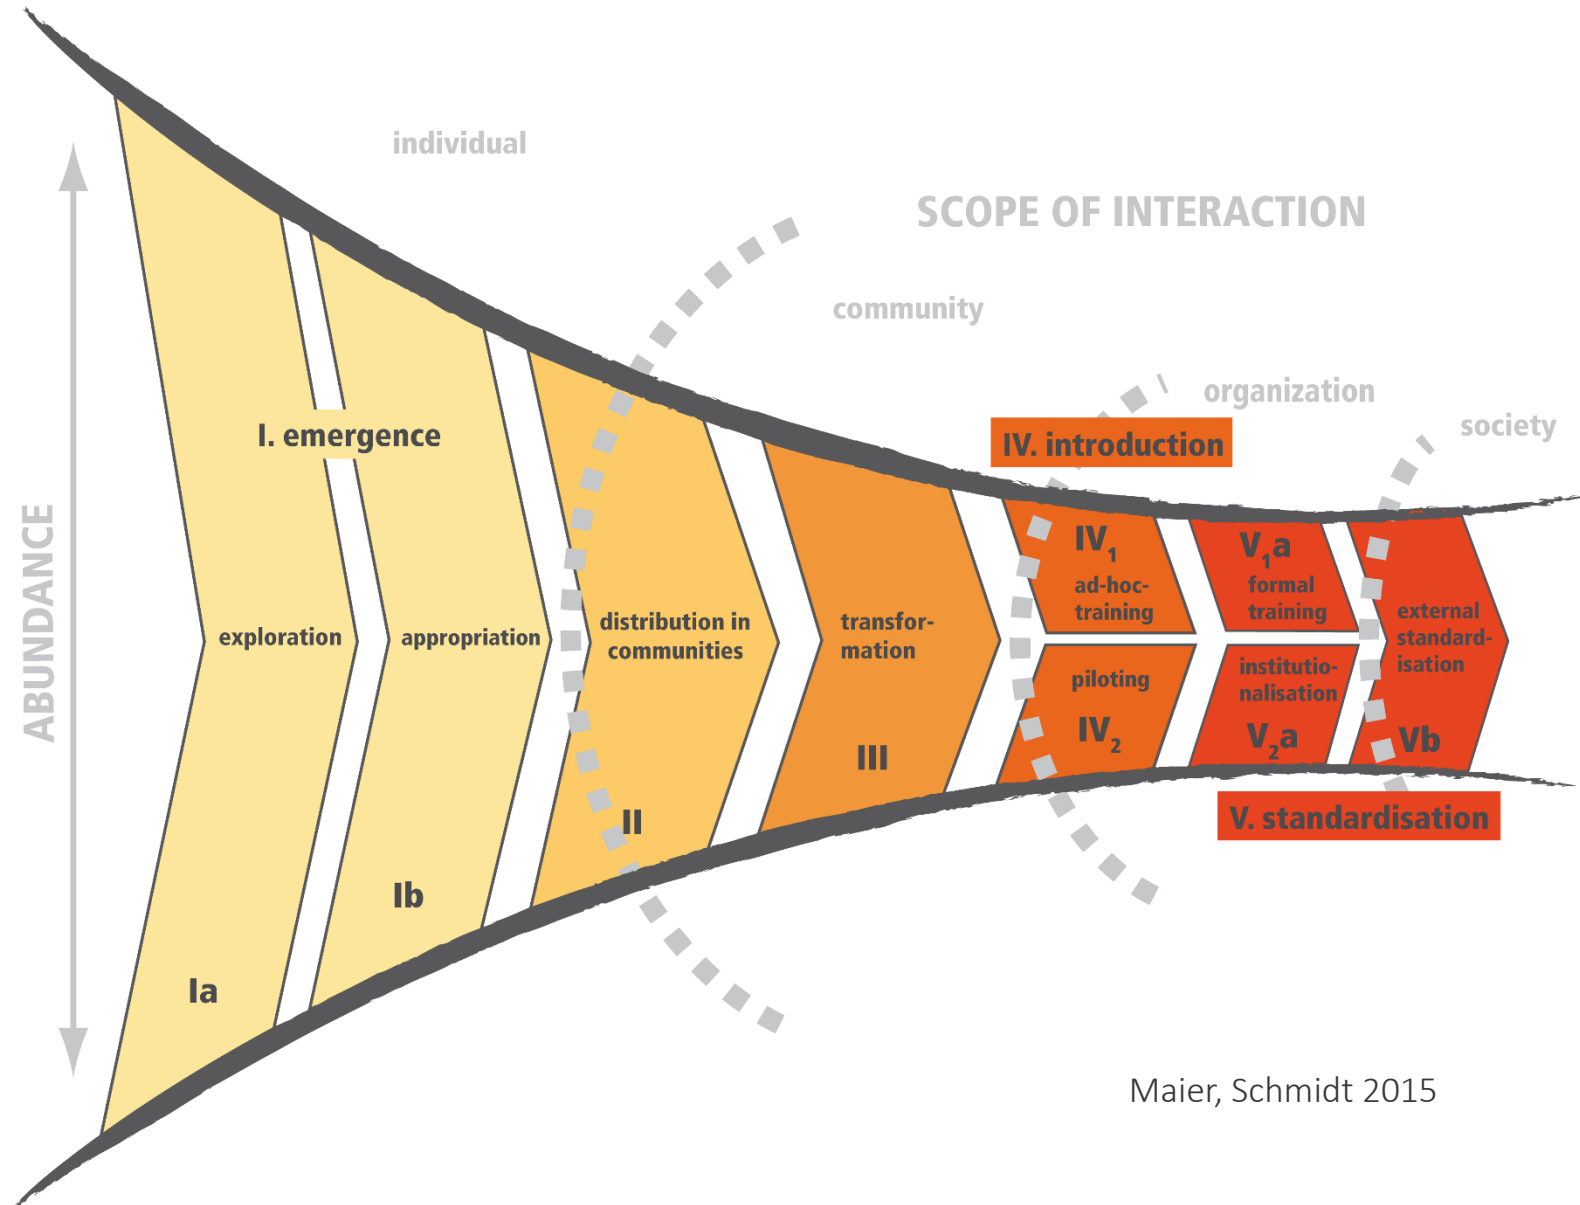 individual
SCOPE OF INTERACTION
community
organization
society
ABUNDANCE
I. emergence
exploration
Ia
appropriation
Ib
distribution in
communities
II
transfor-
mation
III
IV. introduction
IV1
ad-hoc-
training
piloting
IV2
V1a
formal
training
institutio-
nalisation
V2a
external
standard-
isation
Vb
V. standardisation
Maier, Schmidt 2015